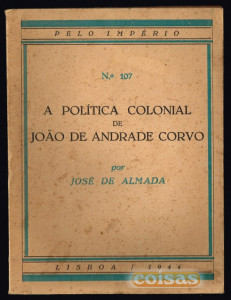 PELO IMPÉRIO
N.º 107
A POLÍTICA COLONIAL
DE
JOÃO DE ANDRADE CORVO
por
JOSÉ DE ALMADA
coisas
LISBOA / 1944